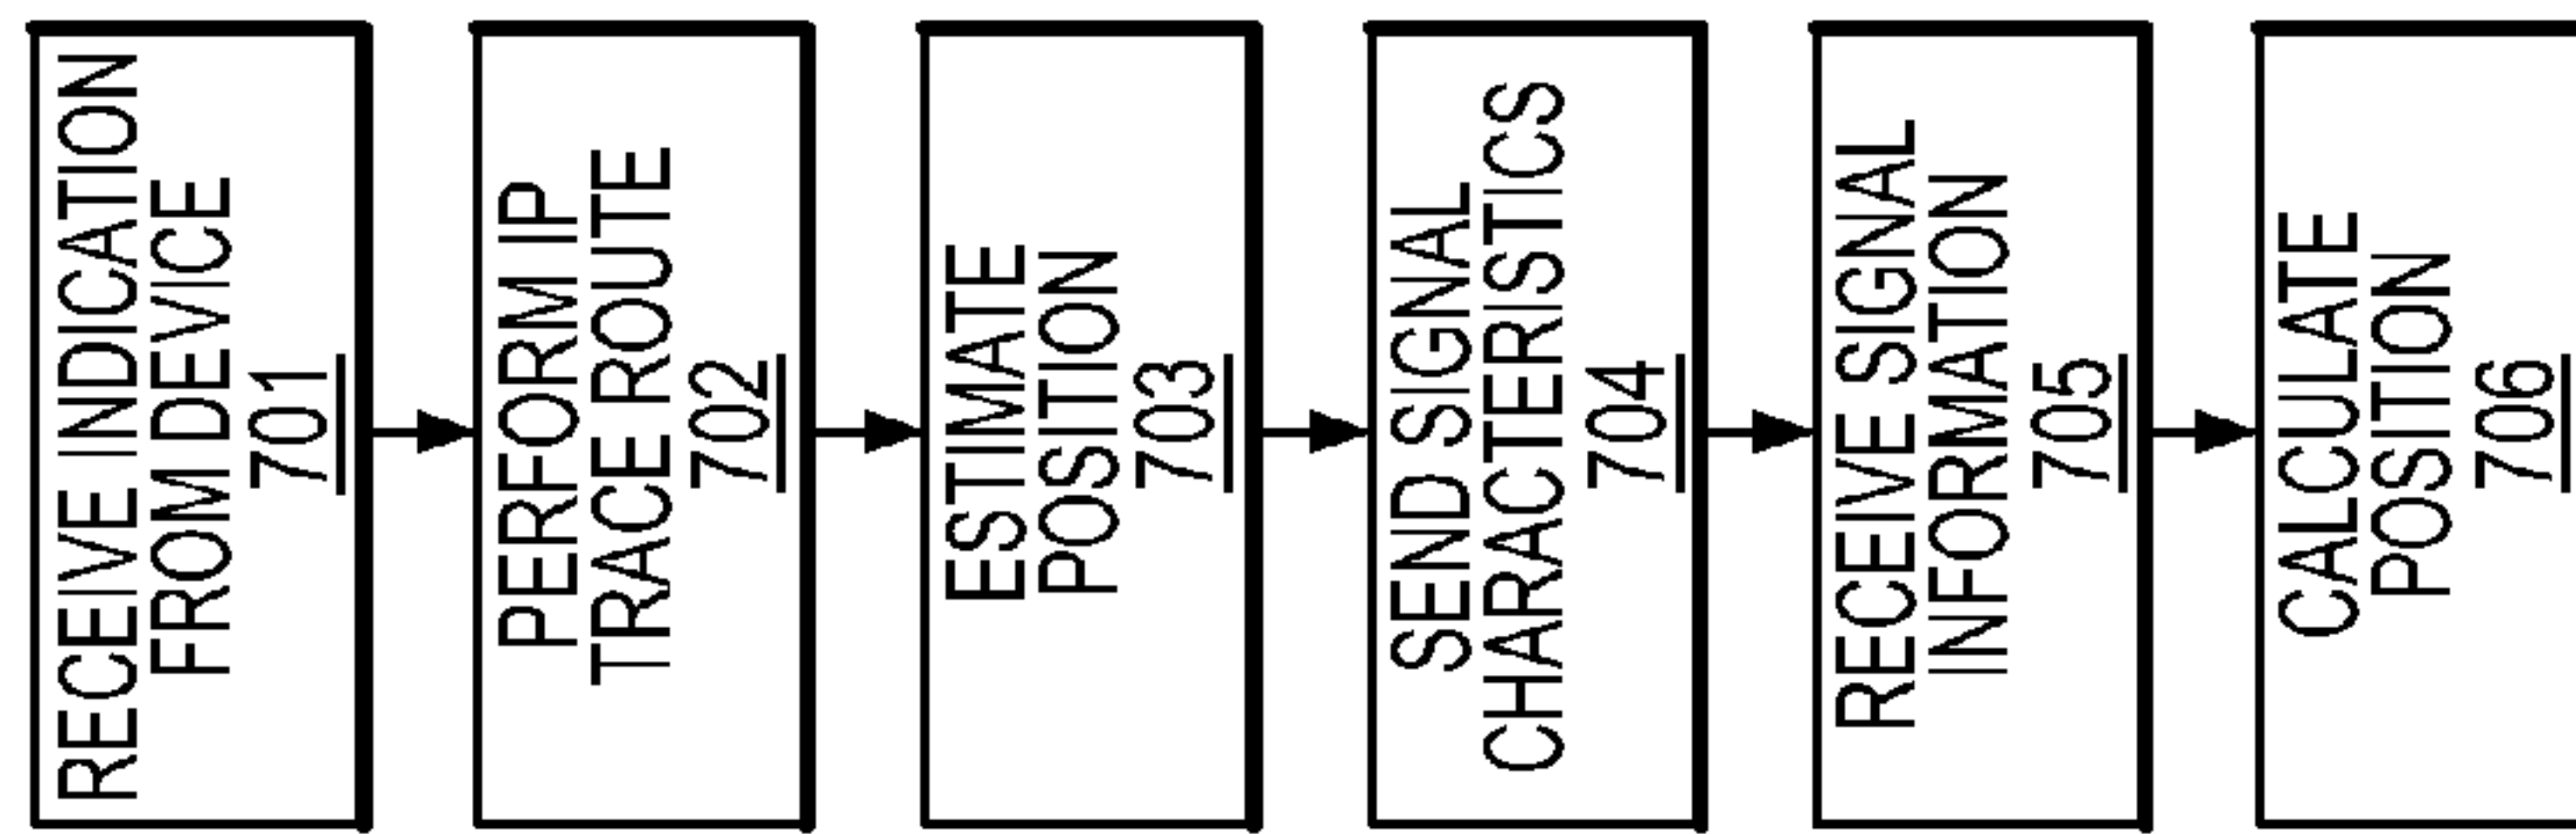 RECEIVE INDICATION
FROM DEVICE
701
PERFORM IP
TRACE ROUTE
702
ESTIMATE
POSITION
703
SEND SIGNAL
CHARACTERISTICS
704
RECEIVE SIGNAL
INFORMATION
705
CALCULATE
POSITION
706